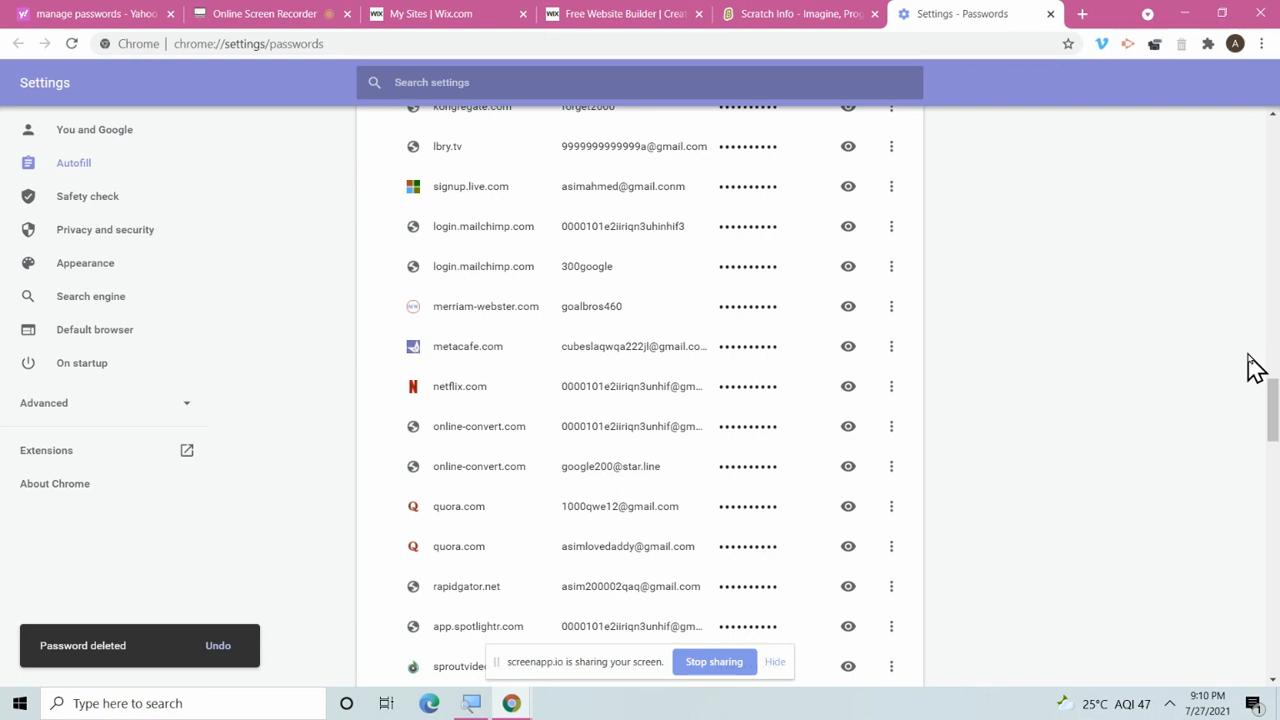 manage passwords - Yahoo
Online Screen Recorder
My Sites | Wix.com
Free Website Builder | Creat
Scratch Info - Imagine, Prog
Settings - Passwords
Chrome | chrome://settings/passwords
A
Settings
Search settings
You and Google
Autofill
Safety check
Privacy and security
Appearance
Search engine
Default browser
On startup
Advanced
Extensions
About Chrome
kongregate.com forget2000
lbry.tv 9999999999999a@gmail.com
signup.live.com asimahmed@gmail.conm
login.mailchimp.com 0000101e2iiriqn3uhinhif3
login.mailchimp.com 300google
merriam-webster.com goalbros460
metacafe.com cubeslaqwqa222jl@gmail.co...
netflix.com 0000101e2iiriqn3unhif@gm...
online-convert.com 0000101e2iiriqn3unhif@gm...
online-convert.com google200@star.line
quora.com 1000qwe12@gmail.com
quora.com asimlovedaddy@gmail.com
rapidgator.net asim200002qaq@gmail.com
app.spotlightr.com 0000101e2iiriqn3unhif@gm...
sproutvide
Password deleted Undo
screenapp.io is sharing your screen. Stop sharing Hide
Type here to search
25°C AQI 47
9:10 PM
7/27/2021
1